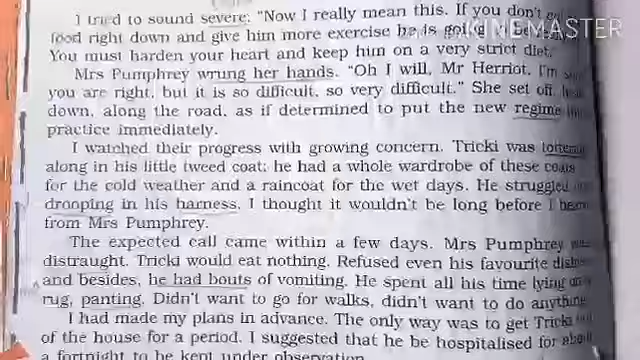 I tried to sound severe: "Now I really mean this. If you don't
food right down and give him more exercise he is going
You must harden your heart and keep him on a very strict diet."
Mrs Pumphrey wrung her hands. "Oh I will, Mr Herriot. I'm
you are right, but it is so difficult, so very difficult." She set off,
down, along the road, as if determined to put the new regime
practice immediately.
I watched their progress with growing concern. Tricki was
along in his little tweed coat; he had a whole wardrobe of these coats
for the cold weather and a raincoat for the wet days. He struggled
drooping in his harness. I thought it wouldn't be long before I
from Mrs Pumphrey.
The expected call came within a few days. Mrs Pumphrey
distraught. Tricki would eat nothing. Refused even his favourite
and besides, he had bouts of vomiting. He spent all his time lying
rug, panting. Didn't want to go for walks, didn't want to do anything.
I had made my plans in advance. The only way was to get Tricki
of the house for a period. I suggested that he be hospitalised for about
a fortnight to be kept under observation.
KINEMASTER